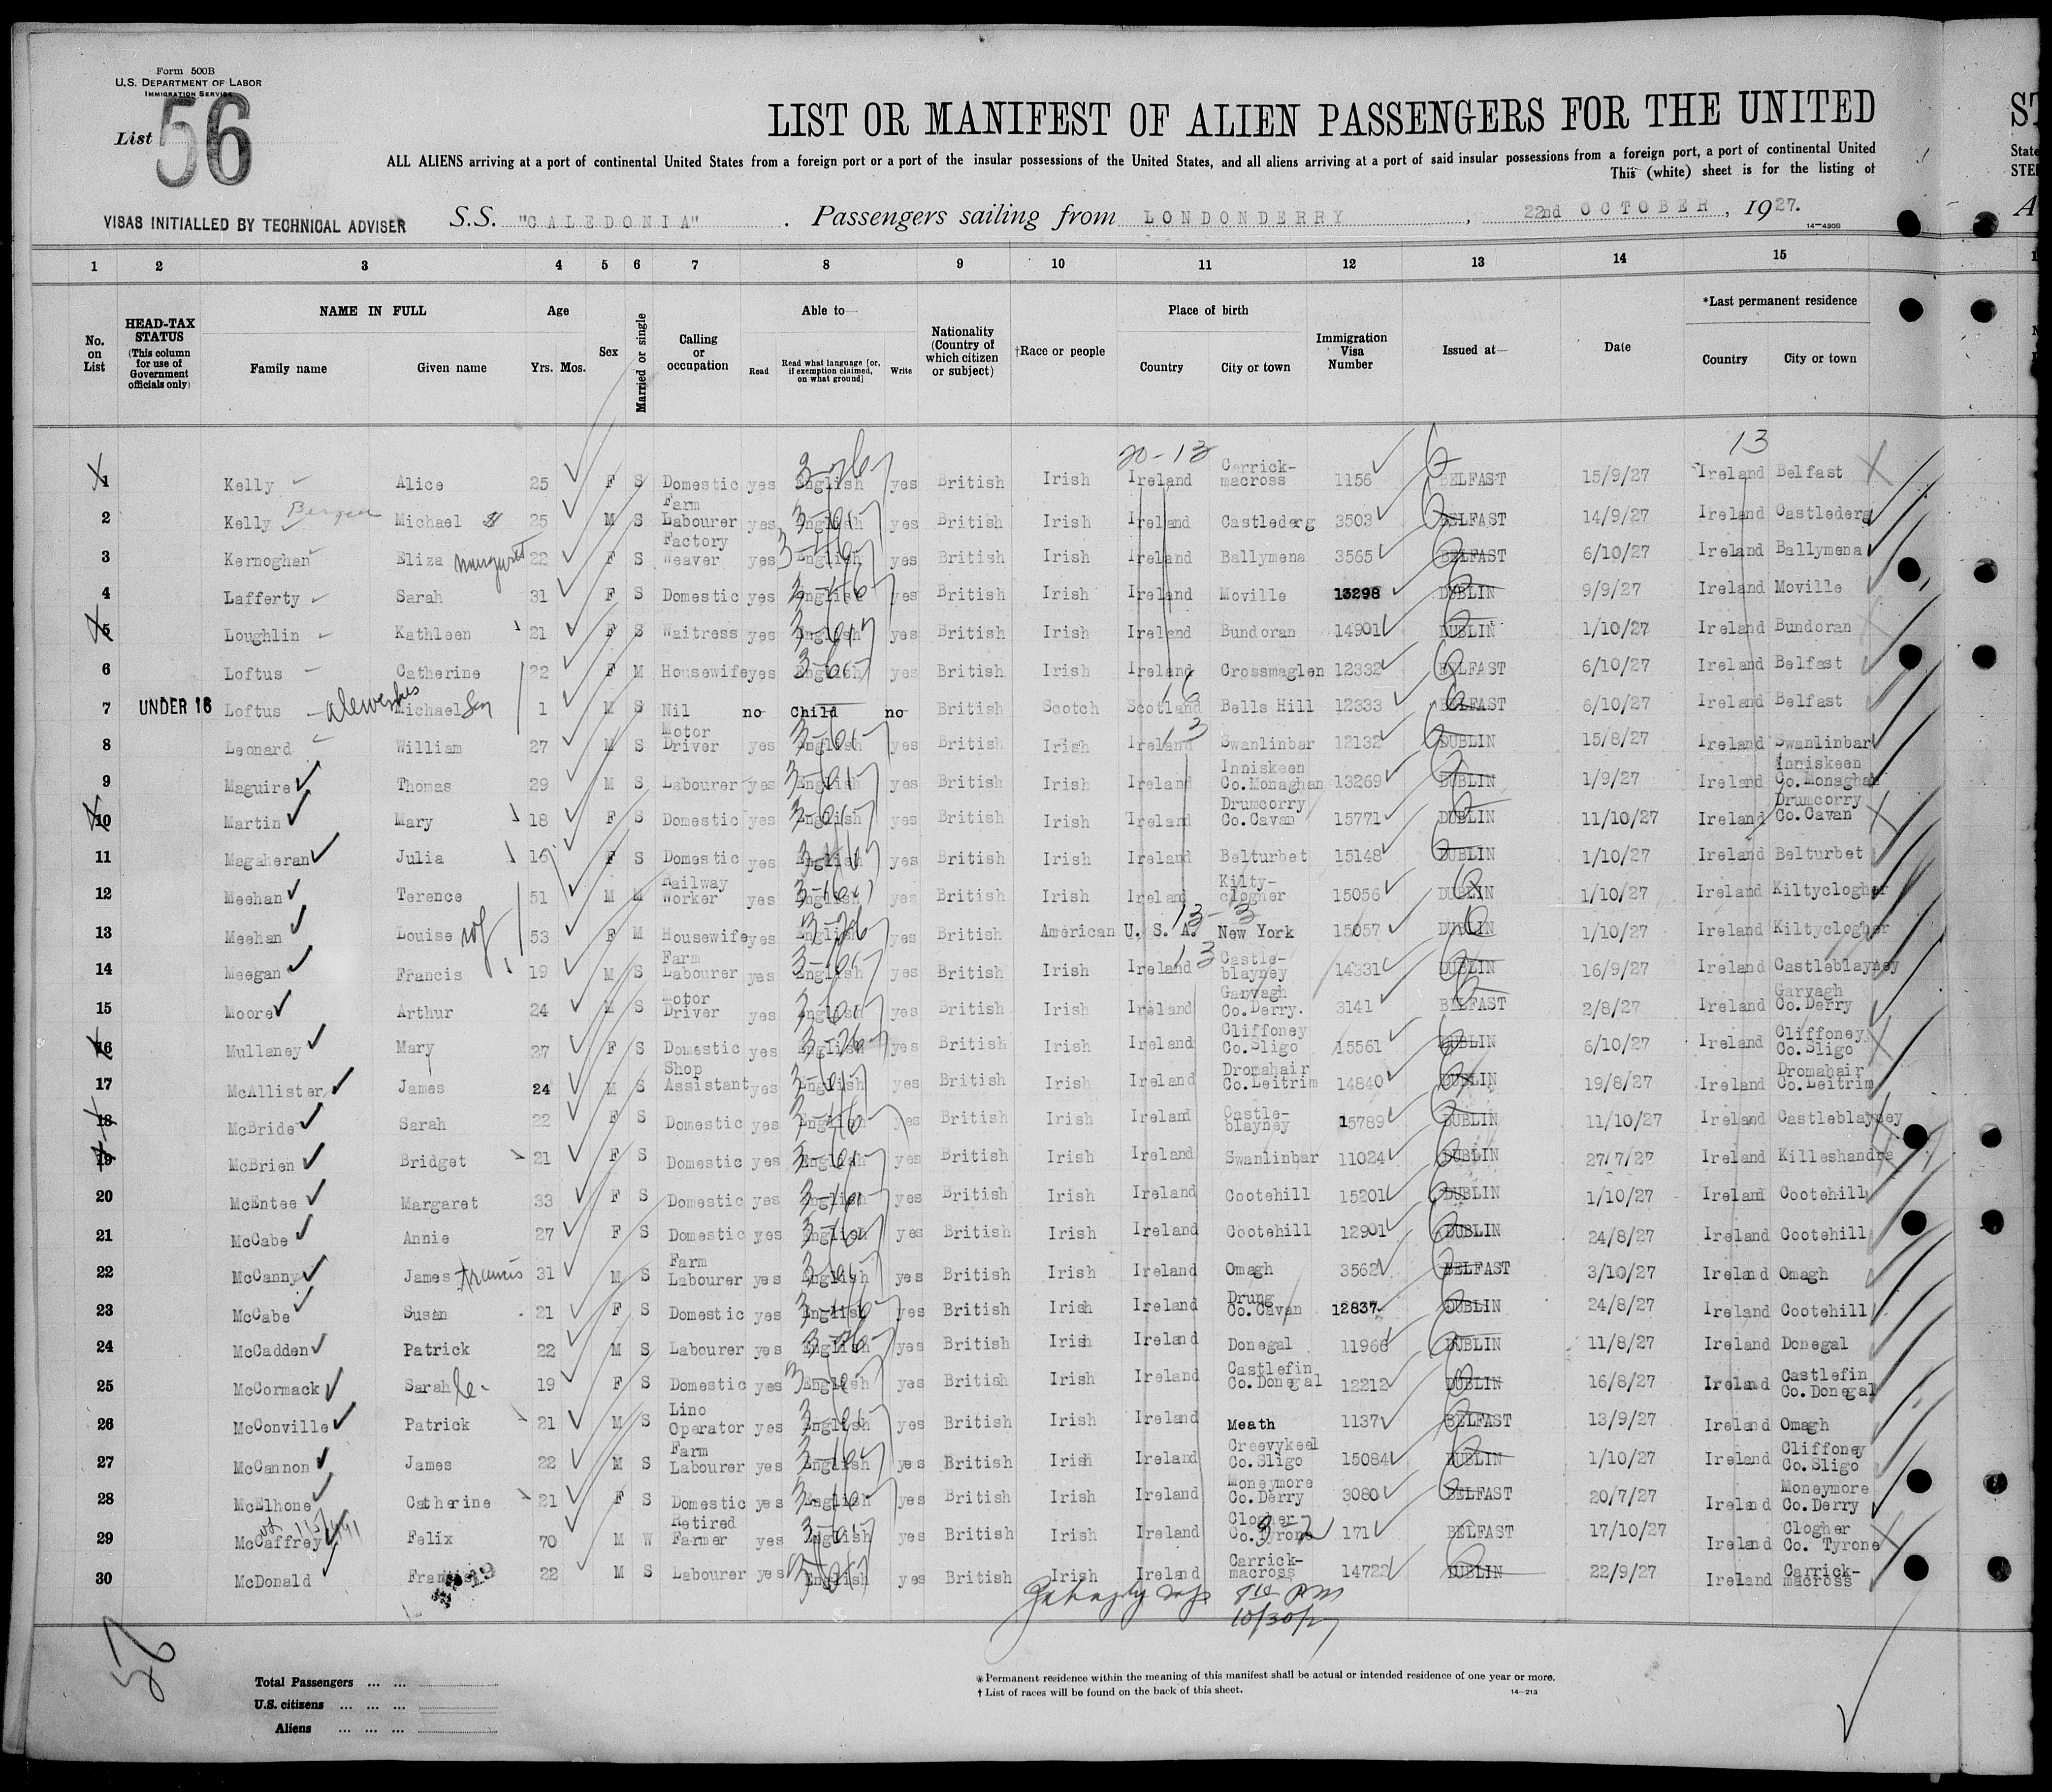 Form 500B
U.S. DEPARTMENT OF LABOR
IMMIGRATION SERVICE
List 56
LIST OR MANIFEST OF ALIEN PASSENGERS FOR THE UNITED
ST
ALL ALIENS arriving at a port of continental United States from a foreign port or a port of the insular possessions of the United States, and all aliens arriving at a port of said insular possessions from a foreign port, a port of continental United
State
This (white) sheet is for the listing of
VISAS INITIALLED BY TECHNICAL ADVISER
S.S. "CALEDONIA". Passengers sailing from LONDONDERRY, 22nd OCTOBER, 1927.
14-4308
1 2 3 4 5 6 7 8 9 10 11 12 13 14 15
No. on List
HEAD-TAX STATUS (This column for use of Government officials only)
NAME IN FULL
Family name Given name
Age
Yrs. Mos.
Sex
Married or single
Calling or occupation
Able to—
Read
Read what language [or, if exemption claimed, on what ground]
Write
Nationality (Country of which citizen or subject)
†Race or people
Place of birth
Country City or town
Immigration Visa Number
Issued at—
Date
*Last permanent residence
Country City or town
20-13
13
1 Kelly Alice 25 F S Domestic yes English yes British Irish Ireland Carrick-macross 1156 BELFAST 15/9/27 Ireland Belfast
2 Kelly Michael 25 M S Farm Labourer yes English yes British Irish Ireland Castlederg 3503 BELFAST 14/9/27 Ireland Castlederg
3 Kernoghan Eliza Margaret 22 F S Factory Weaver yes English yes British Irish Ireland Ballymena 3565 BELFAST 6/10/27 Ireland Ballymena
4 Lafferty Sarah 31 F S Domestic yes English yes British Irish Ireland Moville 13298 DUBLIN 9/9/27 Ireland Moville
5 Loughlin Kathleen 21 F S Waitress yes English yes British Irish Ireland Bundoran 14901 DUBLIN 1/10/27 Ireland Bundoran
6 Loftus Catherine 22 F M Housewife yes English yes British Irish Ireland Crossmaglen 12332 BELFAST 6/10/27 Ireland Belfast
7 UNDER 16 Loftus Michael Son 1 M S Nil no Child no British Scotch Scotland Bells Hill 12333 BELFAST 6/10/27 Ireland Belfast
8 Leonard William 27 M S Motor Driver yes English yes British Irish Ireland Swanlinbar 12132 DUBLIN 15/8/27 Ireland Swanlinbar
9 Maguire Thomas 29 M S Labourer yes English yes British Irish Ireland Inniskeen Co.Monaghan 13269 DUBLIN 1/9/27 Ireland Inniskeen Co.Monaghan
10 Martin Mary 18 F S Domestic yes English yes British Irish Ireland Drumcorry Co.Cavan 15771 DUBLIN 11/10/27 Ireland Drumcorry Co.Cavan
11 Magaheran Julia 16 F S Domestic yes English yes British Irish Ireland Belturbet 15148 DUBLIN 1/10/27 Ireland Belturbet
12 Meehan Terence 51 M M Railway Worker yes English yes British Irish Ireland Kilty-clogher 15056 DUBLIN 1/10/27 Ireland Kiltyclogher
13 Meehan Louise wf 53 F M Housewife yes English yes British American U. S. A. New York 15057 DUBLIN 1/10/27 Ireland Kiltyclogher
14 Meegan Francis 19 M S Farm Labourer yes English yes British Irish Ireland Castle-blayney 14331 DUBLIN 16/9/27 Ireland Castleblayney
15 Moore Arthur 24 M S Motor Driver yes English yes British Irish Ireland Garvagh Co.Derry. 3141 BELFAST 2/8/27 Ireland Garvagh Co.Derry
16 Mullaney Mary 27 F S Domestic yes English yes British Irish Ireland Cliffoney Co.Sligo 15561 DUBLIN 6/10/27 Ireland Cliffoney Co.Sligo
17 McAllister James 24 M S Shop Assistant yes English yes British Irish Ireland Dromahair Co.Leitrim 14840 DUBLIN 19/8/27 Ireland Dromahair Co.Leitrim
18 McBride Sarah 22 F S Domestic yes English yes British Irish Ireland Castle-blayney 15789 DUBLIN 11/10/27 Ireland Castleblayney
19 McBrien Bridget 21 F S Domestic yes English yes British Irish Ireland Swanlinbar 11024 DUBLIN 27/7/27 Ireland Killeshandra
20 McEntee Margaret 33 F S Domestic yes English yes British Irish Ireland Cootehill 15201 DUBLIN 1/10/27 Ireland Cootehill
21 McCabe Annie 27 F S Domestic yes English yes British Irish Ireland Cootehill 12901 DUBLIN 24/8/27 Ireland Cootehill
22 McCanny James Francis 31 M S Farm Labourer yes English yes British Irish Ireland Omagh 3562 BELFAST 3/10/27 Ireland Omagh
23 McCabe Susan 21 F S Domestic yes English yes British Irish Ireland Drung Co.Cavan 12837 DUBLIN 24/8/27 Ireland Cootehill
24 McCadden Patrick 22 M S Labourer yes English yes British Irish Ireland Donegal 11966 DUBLIN 11/8/27 Ireland Donegal
25 McCormack Sarah 19 F S Domestic yes English yes British Irish Ireland Castlefin Co.Donegal 12212 DUBLIN 16/8/27 Ireland Castlefin Co.Donegal
26 McConville Patrick 21 M S Lino Operator yes English yes British Irish Ireland Meath 1137 BELFAST 13/9/27 Ireland Omagh
27 McCannon James 22 M S Farm Labourer yes English yes British Irish Ireland Creevykeel Co.Sligo 15084 DUBLIN 1/10/27 Ireland Cliffoney Co.Sligo
28 McElhone Catherine 21 F S Domestic yes English yes British Irish Ireland Moneymore Co.Derry 3080 BELFAST 20/7/27 Ireland Moneymore Co.Derry
29 McCaffrey Felix 70 M W Retired Farmer yes English yes British Irish Ireland Clogher Co.Tyrone 171 BELFAST 17/10/27 Ireland Clogher Co. Tyrone
30 McDonald Francis 22 M S Labourer yes English yes British Irish Ireland Carrick-macross 14722 DUBLIN 22/9/27 Ireland Carrick-macross
10/30/27
56
Total Passengers ... ...
U.S. citizens ... ... ...
Aliens ... ... ...
*Permanent residence within the meaning of this manifest shall be actual or intended residence of one year or more.
† List of races will be found on the back of this sheet.
14-213